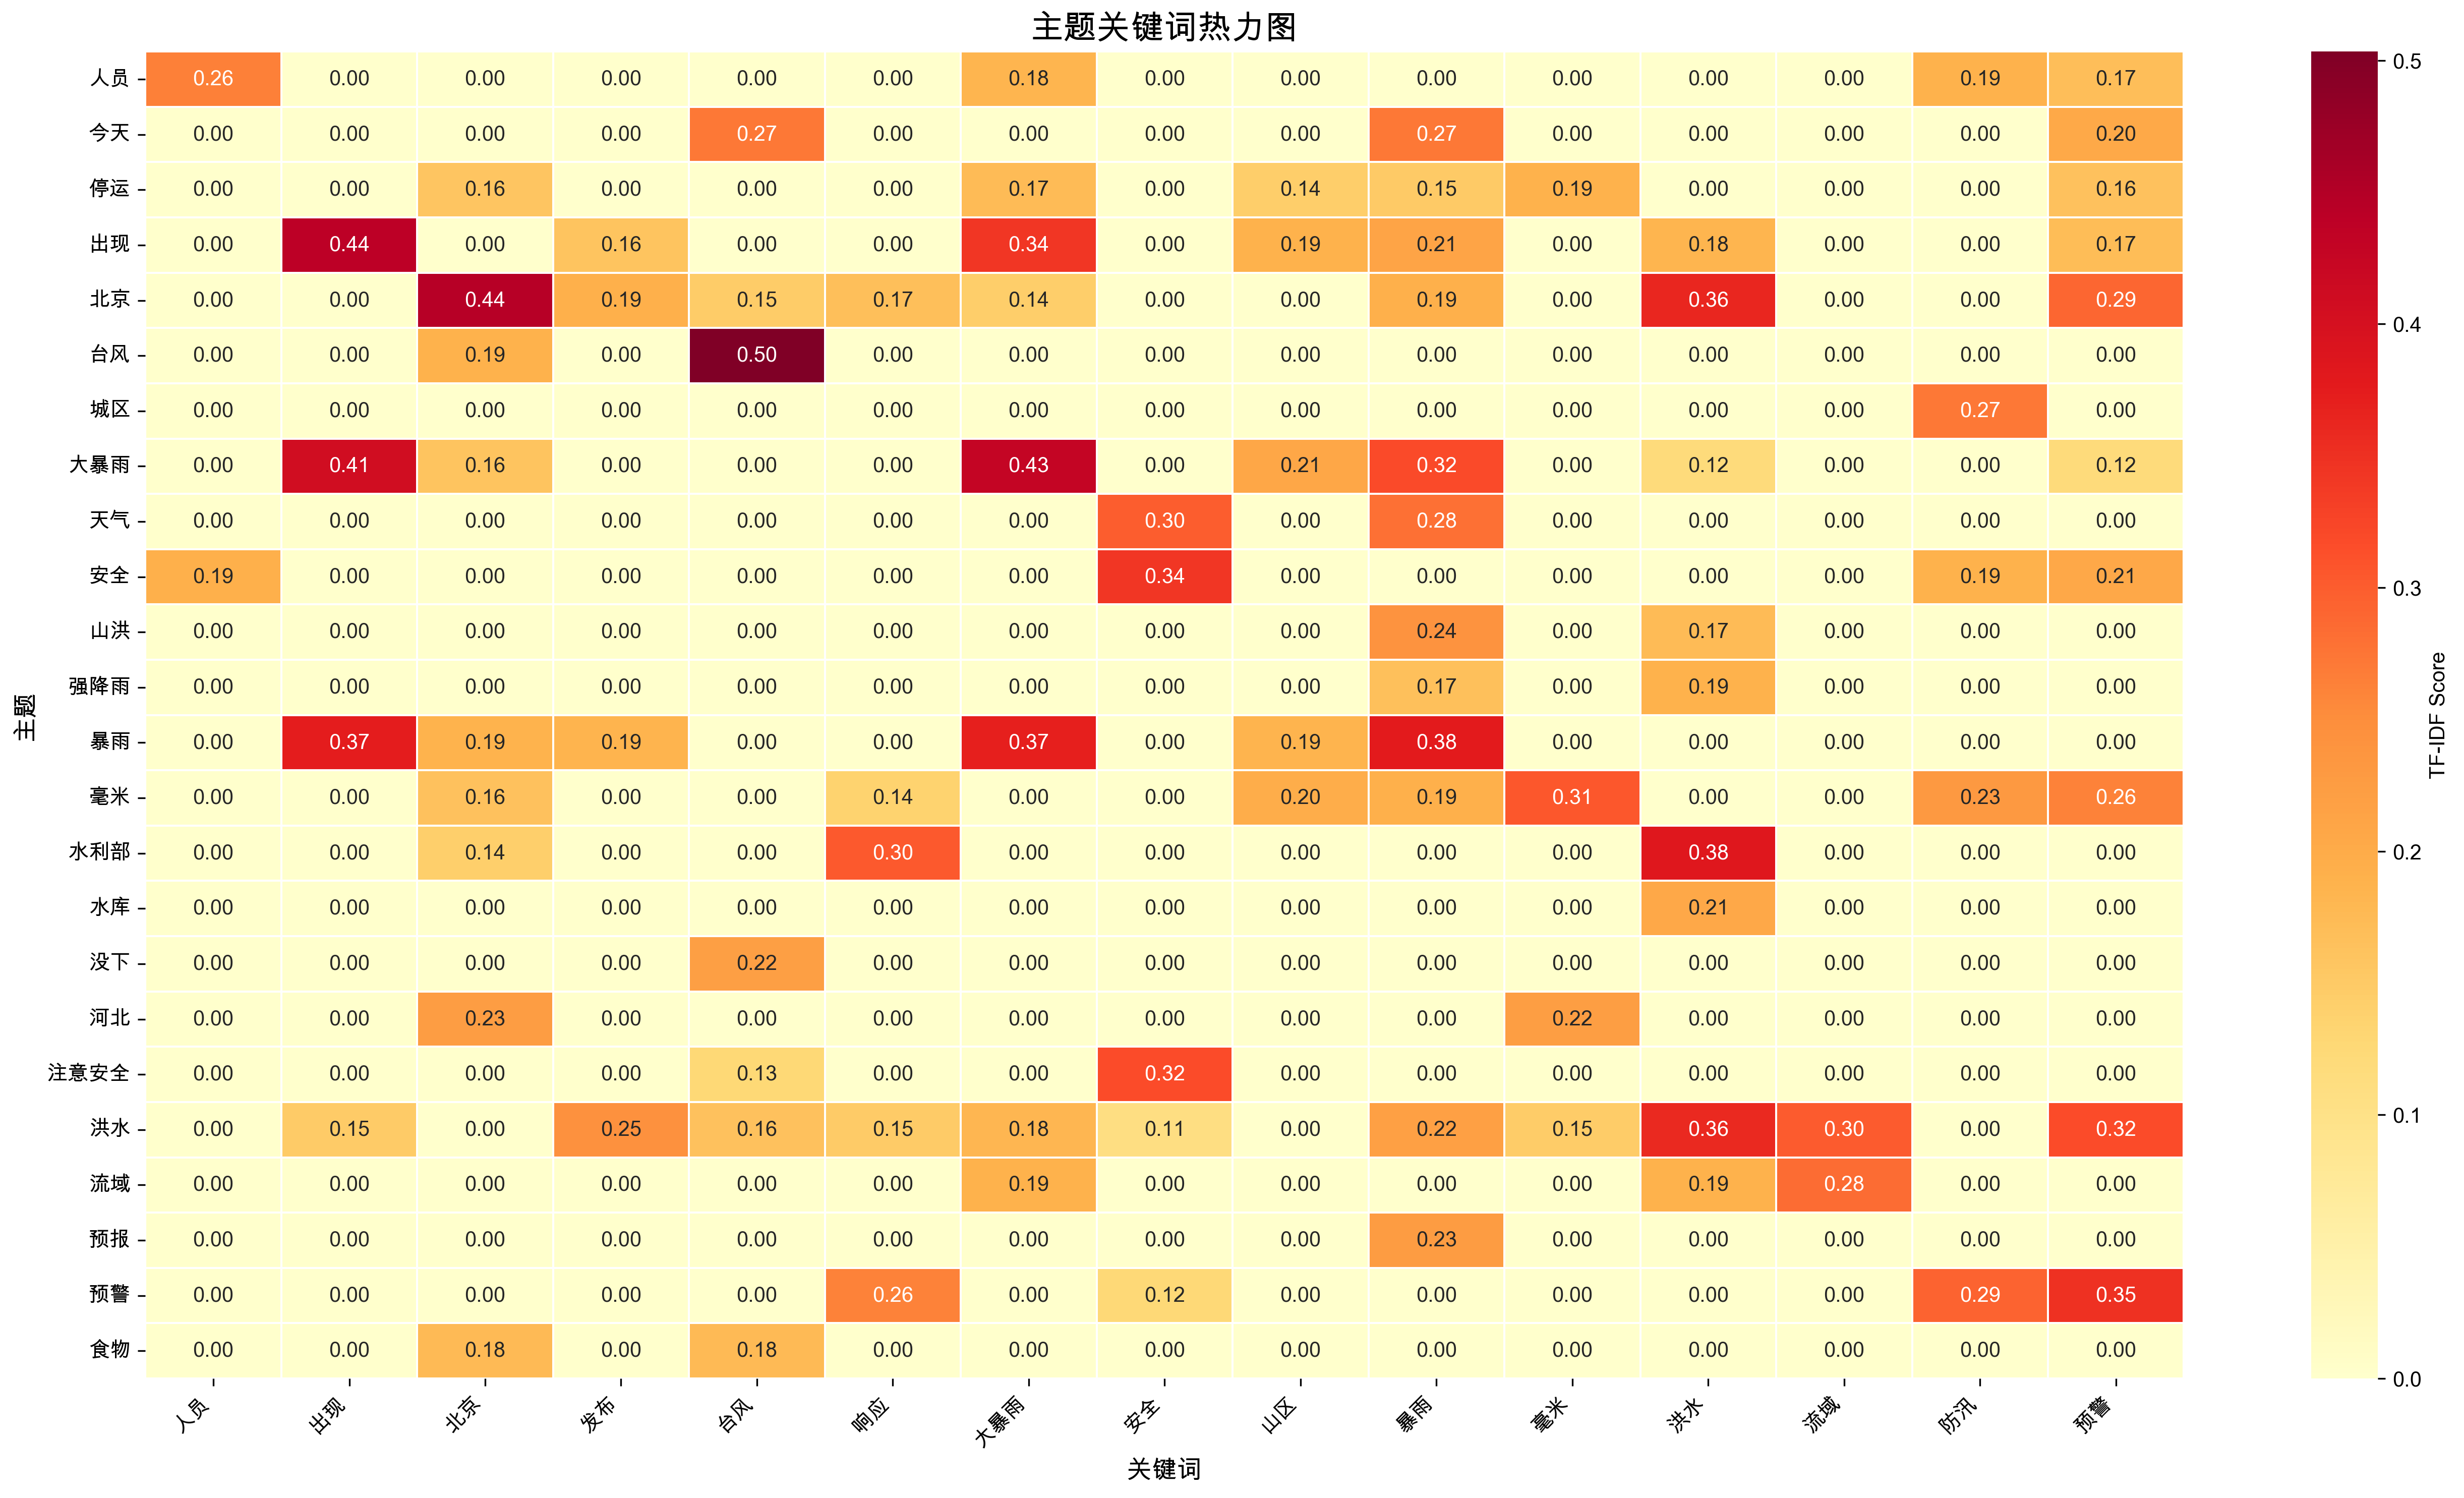 主题关键词热力图
人员 0.26 0.00 0.00 0.00 0.00 0.00 0.18 0.00 0.00 0.00 0.00 0.00 0.00 0.19 0.17
今天 0.00 0.00 0.00 0.00 0.27 0.00 0.00 0.00 0.00 0.27 0.00 0.00 0.00 0.00 0.20
停运 0.00 0.00 0.16 0.00 0.00 0.00 0.17 0.00 0.14 0.15 0.19 0.00 0.00 0.00 0.16
出现 0.00 0.44 0.00 0.16 0.00 0.00 0.34 0.00 0.19 0.21 0.00 0.18 0.00 0.00 0.17
北京 0.00 0.00 0.44 0.19 0.15 0.17 0.14 0.00 0.00 0.19 0.00 0.36 0.00 0.00 0.29
台风 0.00 0.00 0.19 0.00 0.50 0.00 0.00 0.00 0.00 0.00 0.00 0.00 0.00 0.00 0.00
城区 0.00 0.00 0.00 0.00 0.00 0.00 0.00 0.00 0.00 0.00 0.00 0.00 0.00 0.27 0.00
大暴雨 0.00 0.41 0.16 0.00 0.00 0.00 0.43 0.00 0.21 0.32 0.00 0.12 0.00 0.00 0.12
天气 0.00 0.00 0.00 0.00 0.00 0.00 0.00 0.30 0.00 0.28 0.00 0.00 0.00 0.00 0.00
安全 0.19 0.00 0.00 0.00 0.00 0.00 0.00 0.34 0.00 0.00 0.00 0.00 0.00 0.19 0.21
山洪 0.00 0.00 0.00 0.00 0.00 0.00 0.00 0.00 0.00 0.24 0.00 0.17 0.00 0.00 0.00
强降雨 0.00 0.00 0.00 0.00 0.00 0.00 0.00 0.00 0.00 0.17 0.00 0.19 0.00 0.00 0.00
暴雨 0.00 0.37 0.19 0.19 0.00 0.00 0.37 0.00 0.19 0.38 0.00 0.00 0.00 0.00 0.00
毫米 0.00 0.00 0.16 0.00 0.00 0.14 0.00 0.00 0.20 0.19 0.31 0.00 0.00 0.23 0.26
水利部 0.00 0.00 0.14 0.00 0.00 0.30 0.00 0.00 0.00 0.00 0.00 0.38 0.00 0.00 0.00
水库 0.00 0.00 0.00 0.00 0.00 0.00 0.00 0.00 0.00 0.00 0.00 0.21 0.00 0.00 0.00
没下 0.00 0.00 0.00 0.00 0.22 0.00 0.00 0.00 0.00 0.00 0.00 0.00 0.00 0.00 0.00
河北 0.00 0.00 0.23 0.00 0.00 0.00 0.00 0.00 0.00 0.00 0.22 0.00 0.00 0.00 0.00
注意安全 0.00 0.00 0.00 0.00 0.13 0.00 0.00 0.32 0.00 0.00 0.00 0.00 0.00 0.00 0.00
洪水 0.00 0.15 0.00 0.25 0.16 0.15 0.18 0.11 0.00 0.22 0.15 0.36 0.30 0.00 0.32
流域 0.00 0.00 0.00 0.00 0.00 0.00 0.19 0.00 0.00 0.00 0.00 0.19 0.28 0.00 0.00
预报 0.00 0.00 0.00 0.00 0.00 0.00 0.00 0.00 0.00 0.23 0.00 0.00 0.00 0.00 0.00
预警 0.00 0.00 0.00 0.00 0.00 0.26 0.00 0.12 0.00 0.00 0.00 0.00 0.00 0.29 0.35
食物 0.00 0.00 0.18 0.00 0.18 0.00 0.00 0.00 0.00 0.00 0.00 0.00 0.00 0.00 0.00
人员 出现 北京 发布 台风 响应 大暴雨 安全 山区 暴雨 毫米 洪水 流域 防汛 预警
关键词
主题
0.5
0.4
0.3
0.2
0.1
0.0
TF-IDF Score